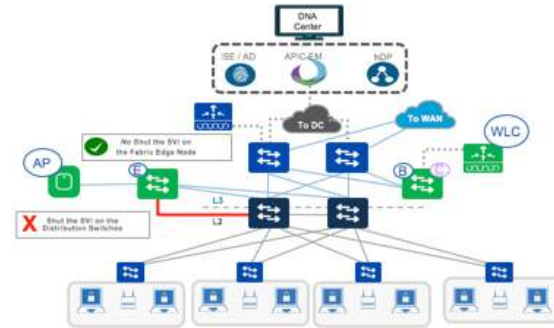 DNA
Center
ISE / AD
APIC-EM
NDP
To DC
To WAN
No Shut the SVI on
the Fabric Edge Node
WLC
AP
E
B
C
X
Shut the SVI on the
Distribution Switches
L3
L2